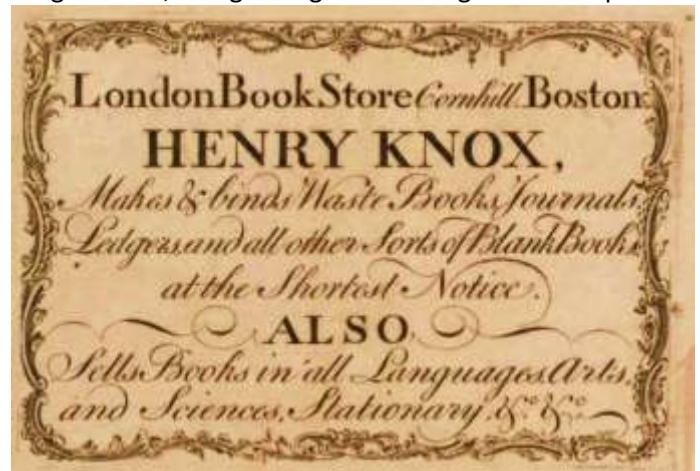 London Book Store Cornhill Boston
HENRY KNOX,
Makes & binds Waste Books, Journals,
Ledgers, and all other Sorts of Blank Books
at the Shortest Notice.
ALSO
Sells Books in all Languages, Arts,
and Sciences, Stationary, &c. &c.